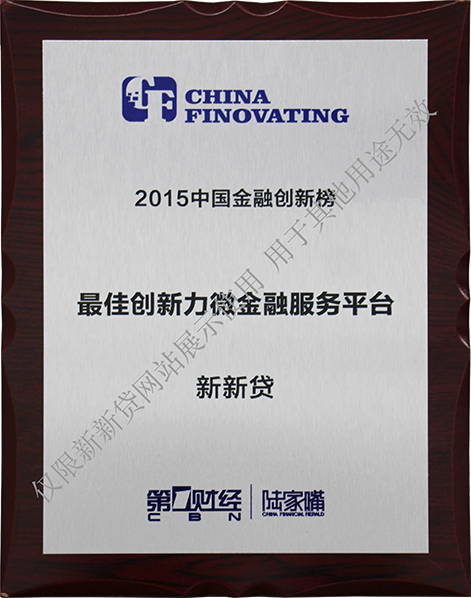 CHINA
FINOVATING
2015中国金融创新榜
最佳创新力微金融服务平台
新新贷
第一财经
CBN
陆家嘴
CHINA FINANCIAL HERALD
仅限新新贷网站展示使用 用于其他用途无效